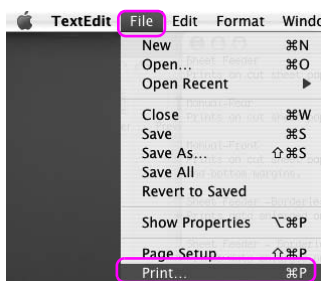 TextEdit File Edit Format Windo
New ⌘N
Open... ⌘O
Open Recent ▶
Close ⌘W
Save ⌘S
Save As... ⇧⌘S
Save All
Revert to Saved
Show Properties ⌥⌘P
Page Setup... ⇧⌘P
Print... ⌘P